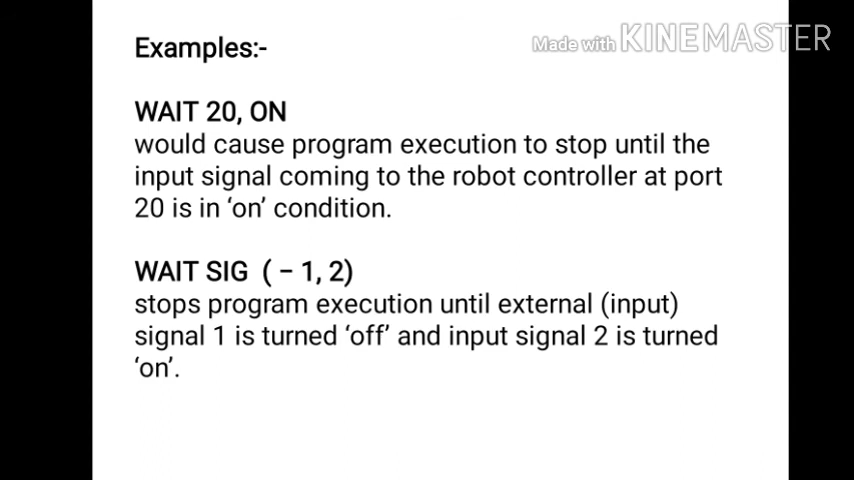 Made with KINEMASTER
Examples:-
WAIT 20, ON
would cause program execution to stop until the
input signal coming to the robot controller at port
20 is in ‘on’ condition.
WAIT SIG ( − 1, 2)
stops program execution until external (input)
signal 1 is turned ‘off’ and input signal 2 is turned
‘on’.